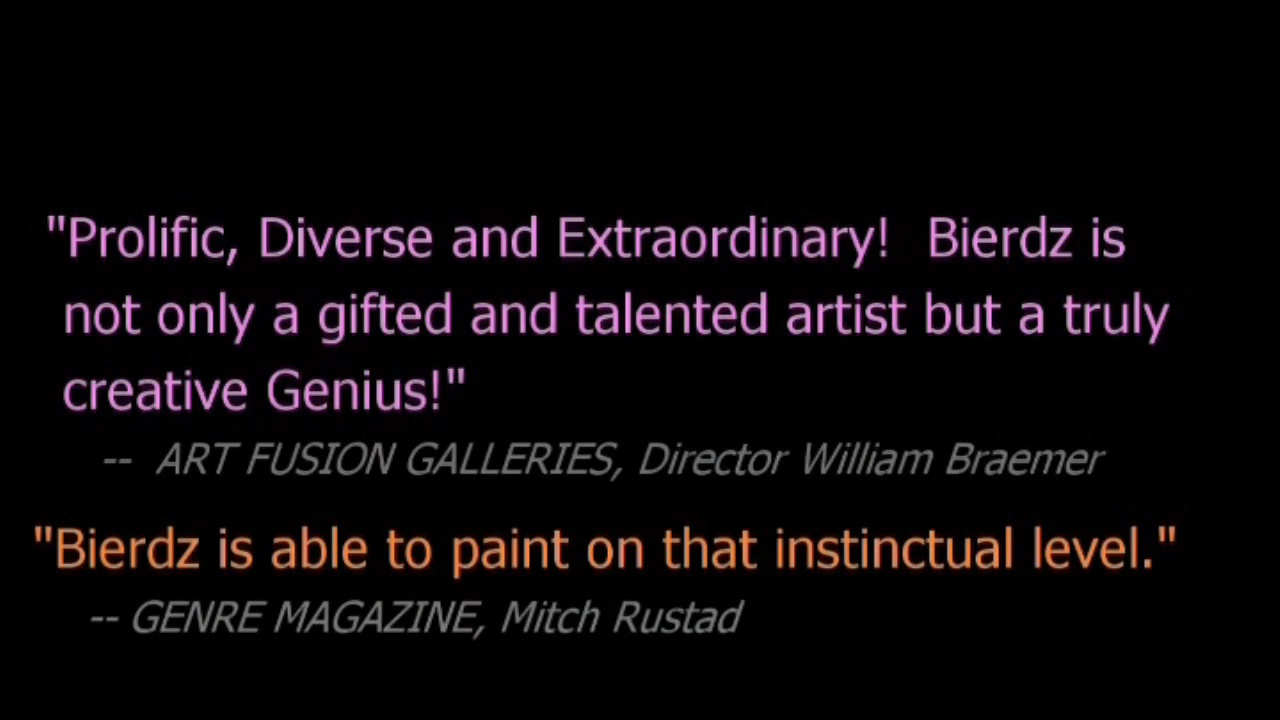 "Prolific, Diverse and Extraordinary!  Bierdz is
not only a gifted and talented artist but a truly
creative Genius!"
--  ART FUSION GALLERIES, Director William Braemer
"Bierdz is able to paint on that instinctual level."
-- GENRE MAGAZINE, Mitch Rustad